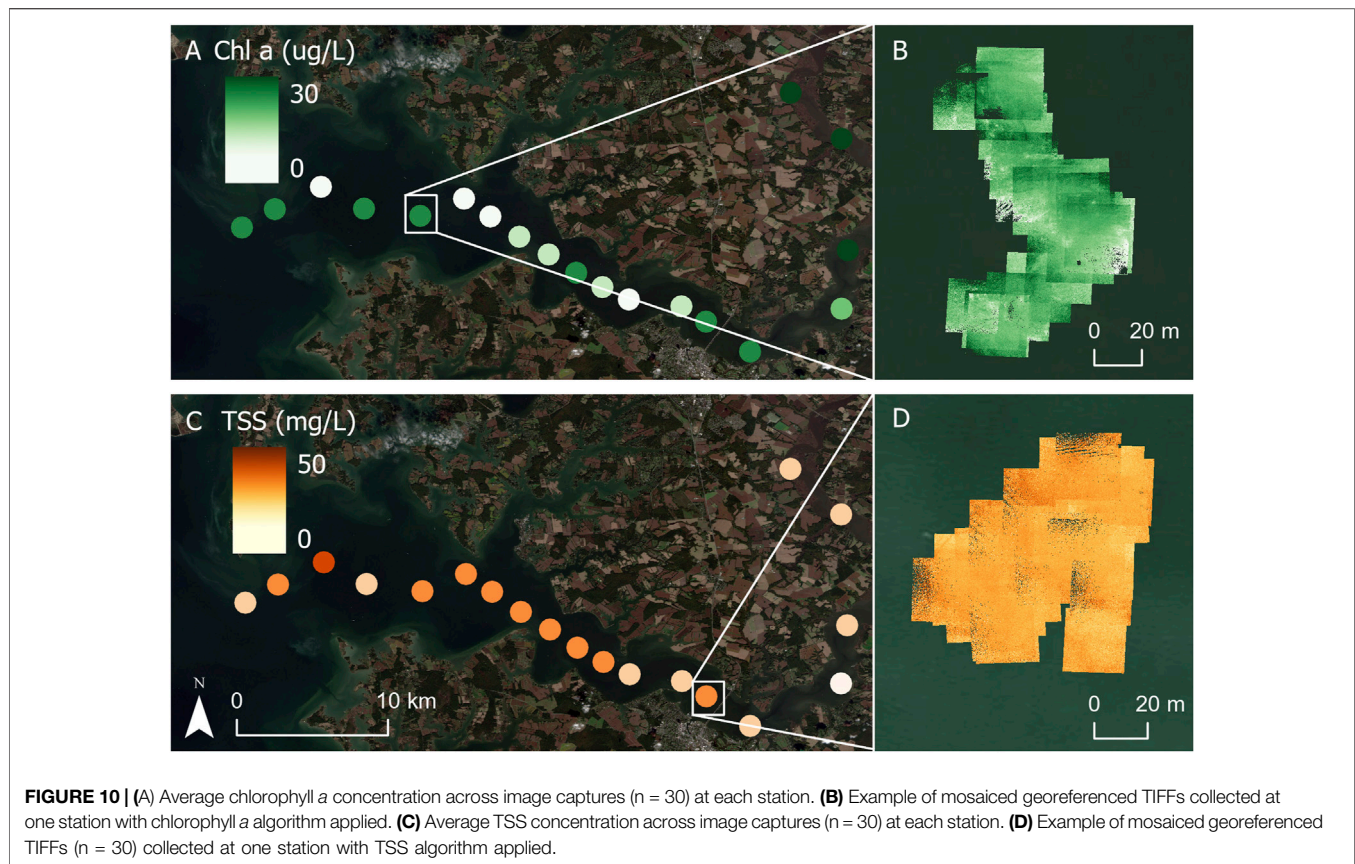 A Chl a (ug/L)
30
0
B
0 20 m
C TSS (mg/L)
50
0
N
0 10 km
D
0 20 m
FIGURE 10 | (A) Average chlorophyll a concentration across image captures (n = 30) at each station. (B) Example of mosaiced georeferenced TIFFs collected at
one station with chlorophyll a algorithm applied. (C) Average TSS concentration across image captures (n = 30) at each station. (D) Example of mosaiced georeferenced
TIFFs (n = 30) collected at one station with TSS algorithm applied.